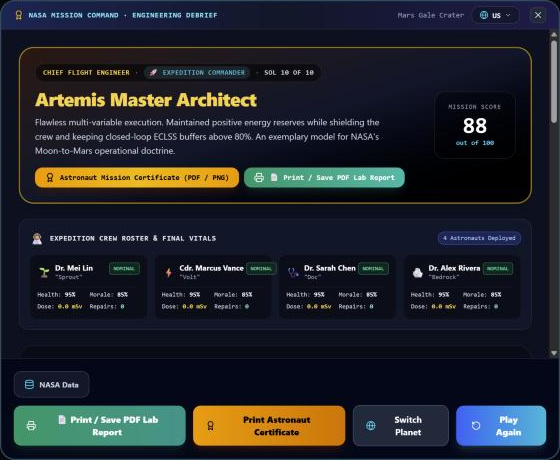 NASA MISSION COMMAND · ENGINEERING DEBRIEF
Mars Gale Crater
US
CHIEF FLIGHT ENGINEER · EXPEDITION COMMANDER · SOL 10 OF 10
Artemis Master Architect
Flawless multi-variable execution. Maintained positive energy reserves while shielding the
crew and keeping closed-loop ECLSS buffers above 80%. An exemplary model for NASA's
Moon-to-Mars operational doctrine.
MISSION SCORE
88
out of 100
Astronaut Mission Certificate (PDF / PNG)
Print / Save PDF Lab Report
EXPEDITION CREW ROSTER & FINAL VITALS
4 Astronauts Deployed
Dr. Mei Lin
"Sprout"
NOMINAL
Health: 95% Morale: 85%
Dose: 0.0 mSv Repairs: 0
Cdr. Marcus Vance
"Volt"
NOMINAL
Health: 95% Morale: 85%
Dose: 0.0 mSv Repairs: 0
Dr. Sarah Chen
"Doc"
NOMINAL
Health: 95% Morale: 85%
Dose: 0.0 mSv Repairs: 0
Dr. Alex Rivera
"Bedrock"
NOMINAL
Health: 95% Morale: 85%
Dose: 0.0 mSv Repairs: 0
NASA Data
Print / Save PDF Lab
Report
Print Astronaut
Certificate
Switch
Planet
Play
Again